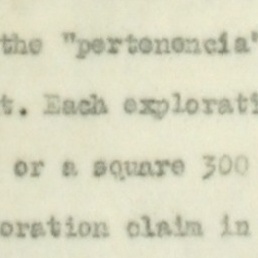 the "pertenencia"
t. Each explorati
or a square 300
oration claim in